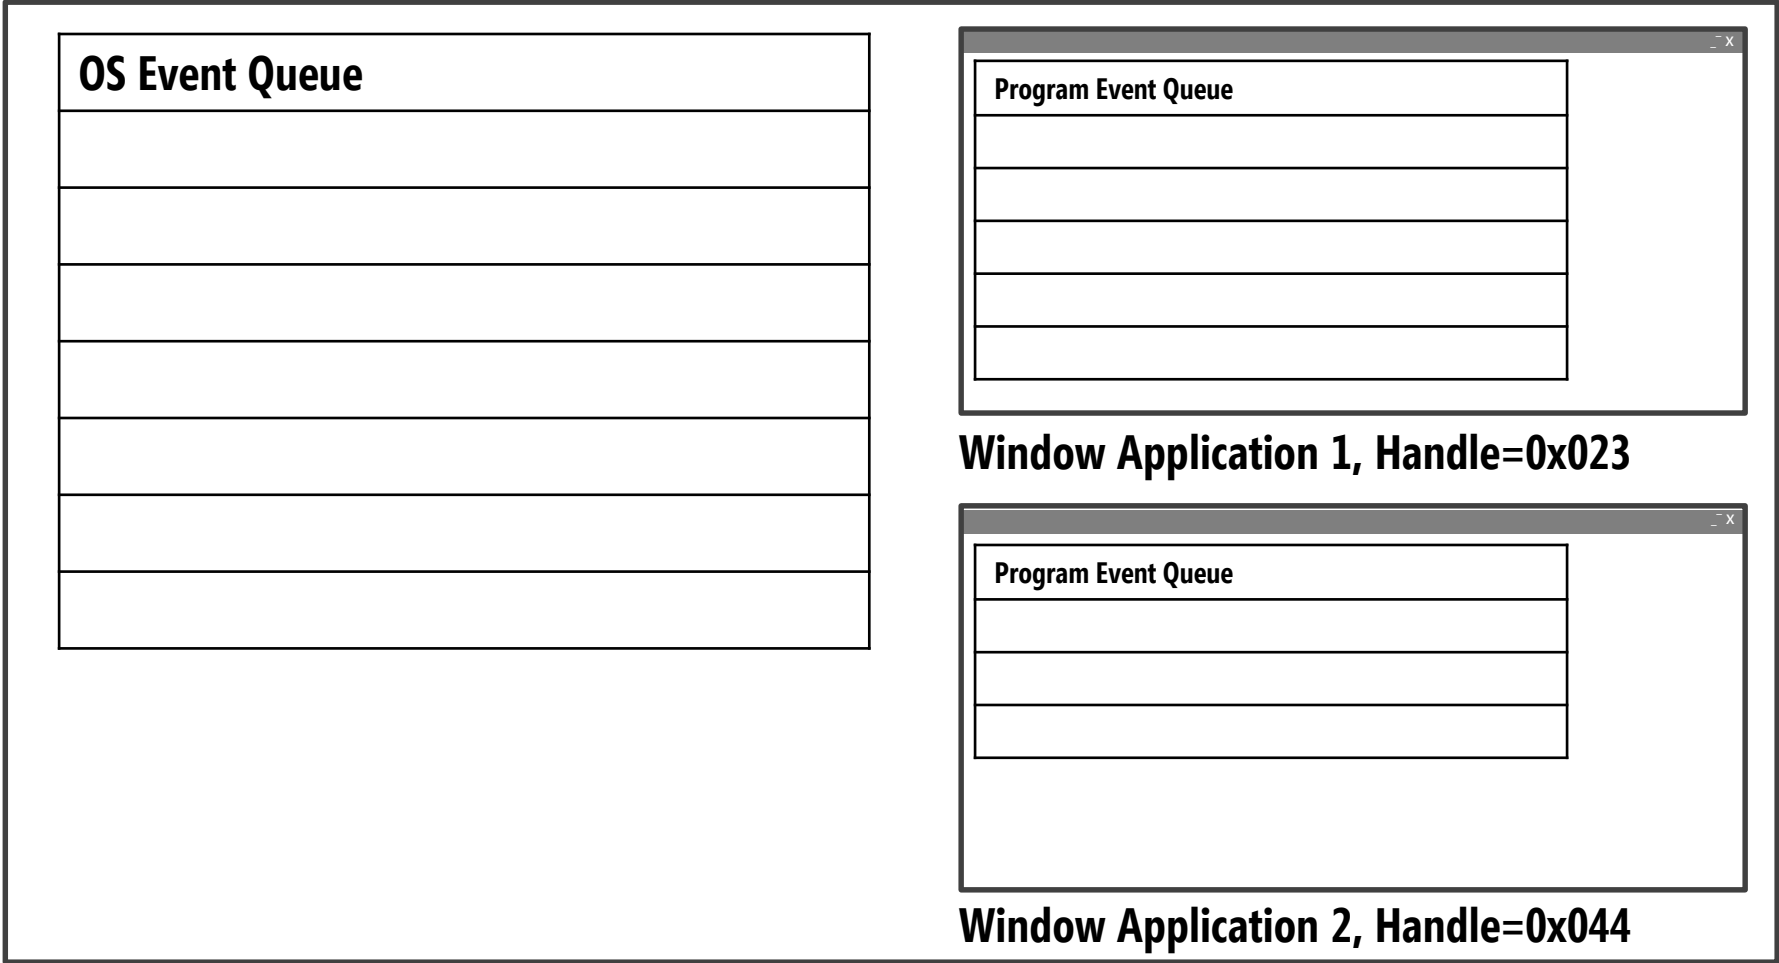 OS Event Queue
_‾ X
Program Event Queue
Window Application 1, Handle=0x023
_‾ X
Program Event Queue
Window Application 2, Handle=0x044